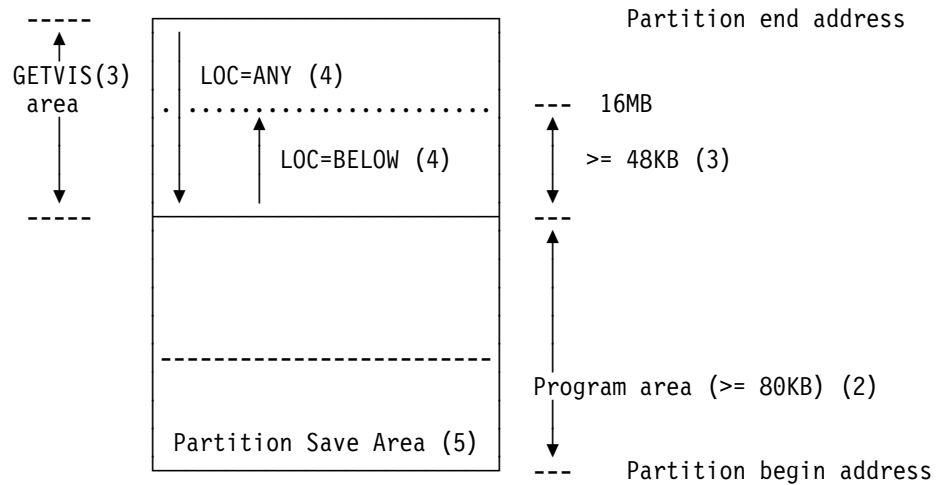 Partition end address
GETVIS(3)
area
LOC=ANY (4)
--- 16MB
LOC=BELOW (4)
>= 48KB (3)
Program area (>= 80KB) (2)
Partition Save Area (5)
--- Partition begin address